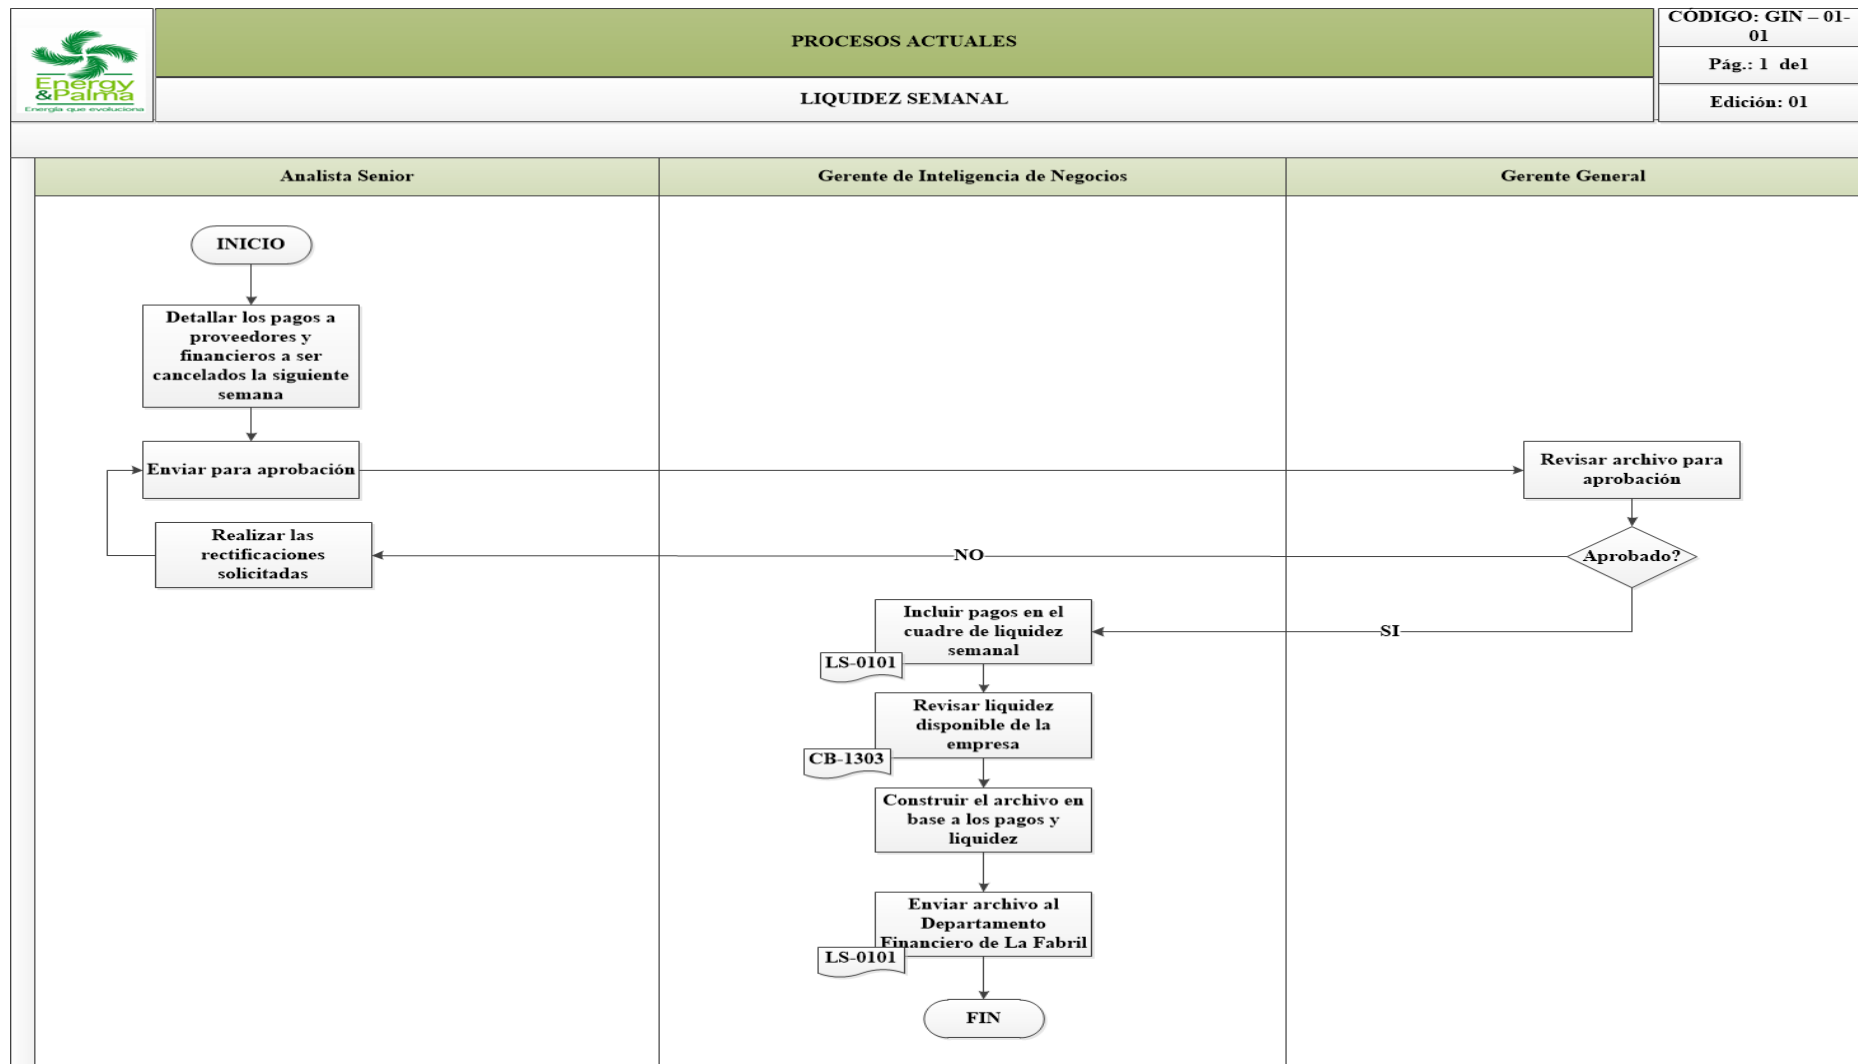 Energy
&Palma
Energía que evoluciona
PROCESOS ACTUALES
LIQUIDEZ SEMANAL
CÓDIGO: GIN – 01-
01
Pág.: 1 de1
Edición: 01
Analista Senior
Gerente de Inteligencia de Negocios
Gerente General
INICIO
Detallar los pagos a
proveedores y
financieros a ser
cancelados la siguiente
semana
Enviar para aprobación
Revisar archivo para
aprobación
Realizar las
rectificaciones
solicitadas
NO
Aprobado?
Incluir pagos en el
cuadre de liquidez
semanal
SI
LS-0101
Revisar liquidez
disponible de la
empresa
CB-1303
Construir el archivo en
base a los pagos y
liquidez
Enviar archivo al
Departamento
Financiero de La Fabril
LS-0101
FIN